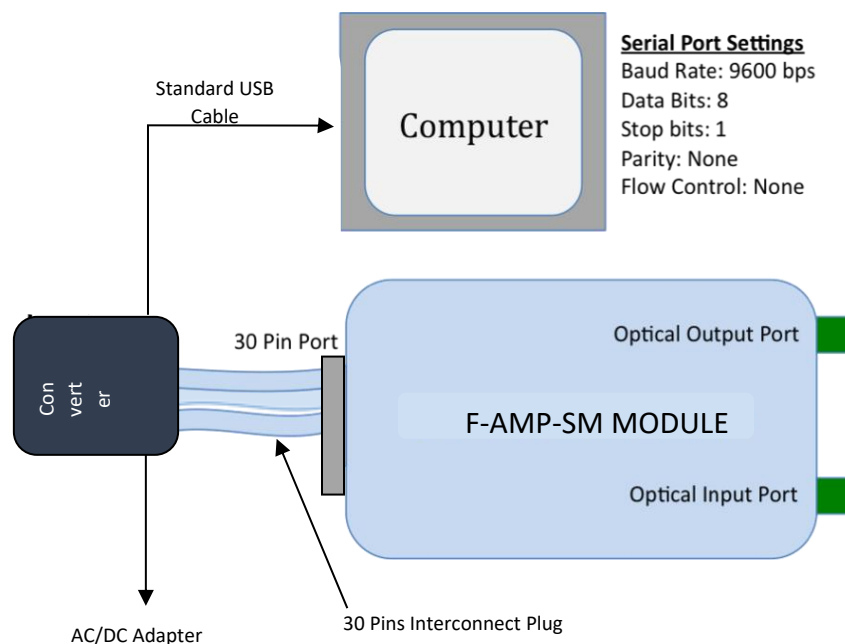 Serial Port Settings
Baud Rate: 9600 bps
Data Bits: 8
Stop bits: 1
Parity: None
Flow Control: None
Standard USB
Cable
Computer
30 Pin Port
Optical Output Port
Con
vert
er
F-AMP-SM MODULE
Optical Input Port
30 Pins Interconnect Plug
AC/DC Adapter